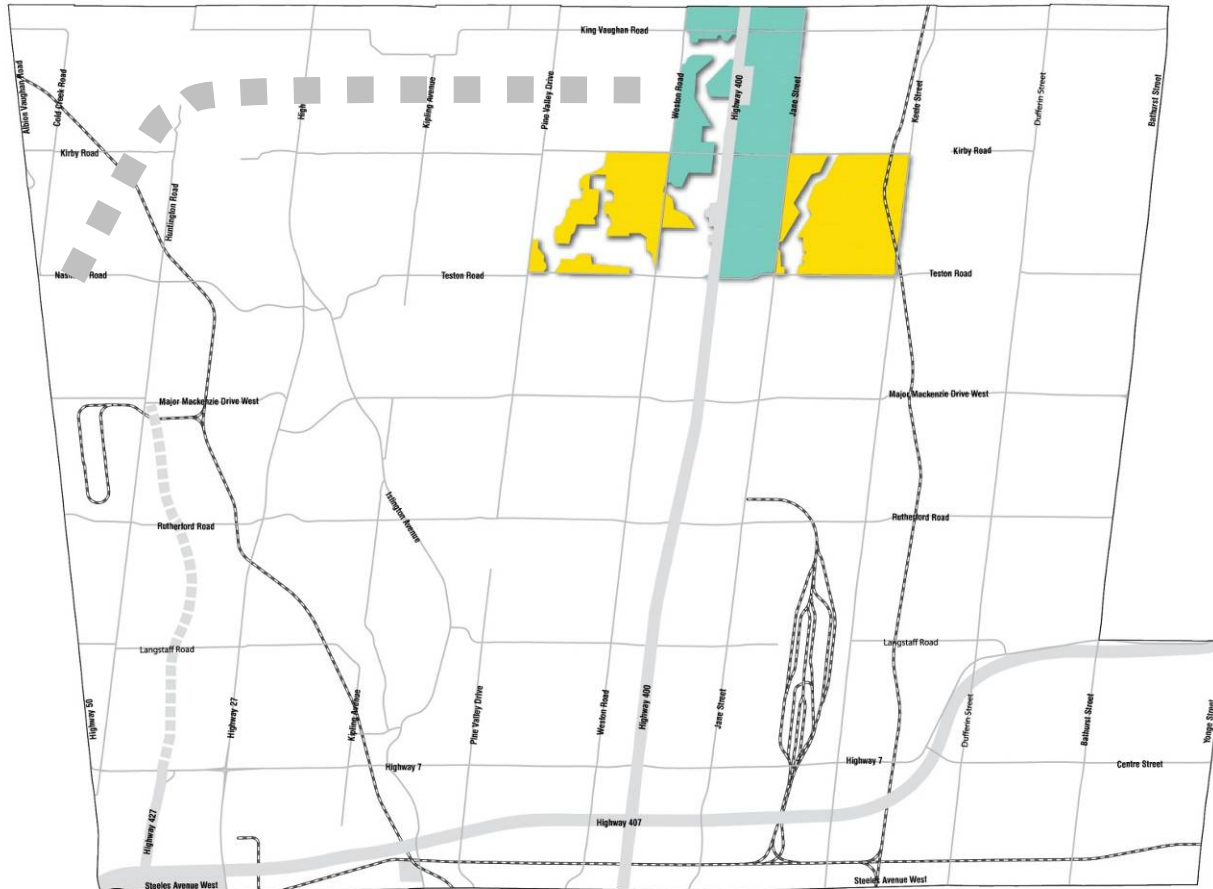 King Vaughan Road
Albion Vaughan Road
Cold Creek Road
Kipling Avenue
Pine Valley Drive
Weston Road
Highway 400
Jane Street
Keele Street
Dufferin Street
Bathurst Street
Kirby Road
Kirby Road
Huntington Road
Teston Road
Teston Road
Major Mackenzie Drive West
Major Mackenzie Drive West
Islington Avenue
Rutherford Road
Rutherford Road
Langstaff Road
Langstaff Road
Highway 50
Highway 27
Kipling Avenue
Pine Valley Drive
Weston Road
Highway 400
Jane Street
Dufferin Street
Bathurst Street
Yonge Street
Highway 7
Highway 7
Centre Street
Highway 427
Highway 407
Steeles Avenue West
Steeles Avenue West